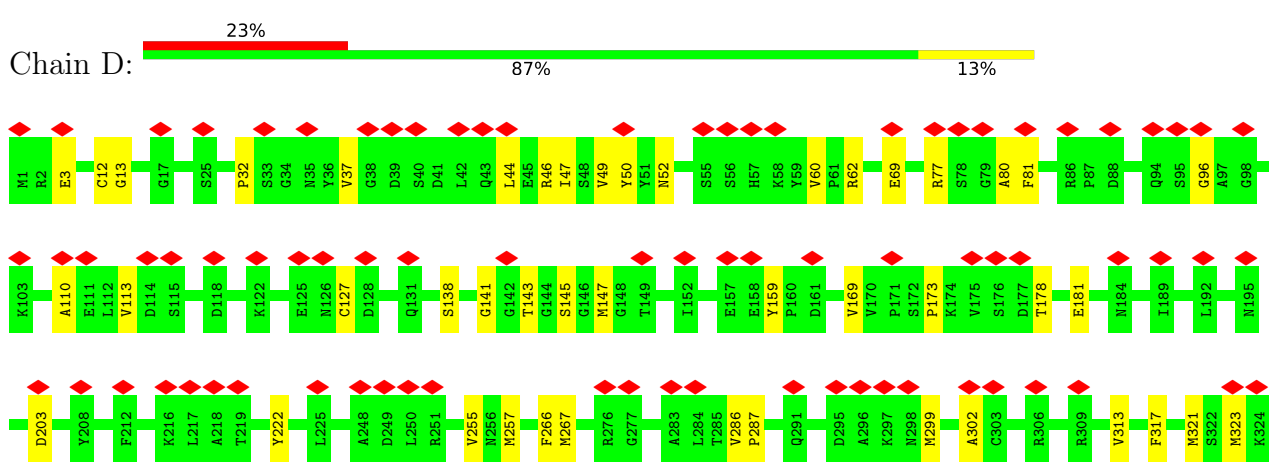 23%
Chain D:
87% 13%
M1 R2 E3 C12 G13 G17 S25 P32 S33 G34 N35 Y36 V37 G38 D39 S40 D41 L42 Q43 L44 E45 R46 I47 S48 V49 Y50 Y51 N52 S55 S56 H57 K58 Y59 V60 P61 R62 E69 R77 S78 G79 A80 F81 R86 P87 D88 Q94 S95 G96 A97 G98
K103 A110 E111 L112 V113 D114 S115 D118 K122 E125 N126 C127 D128 Q131 S138 G141 G142 T143 G144 S145 G146 M147 G148 T149 I152 E157 E158 Y159 P160 D161 V169 V170 P171 S172 P173 K174 V175 S176 D177 T178 E181 N184 I189 L192 N195
D203 Y208 F212 K216 L217 A218 T219 Y222 L225 A248 D249 L250 R251 V255 N256 M257 F266 M267 R276 G277 A283 L284 T285 V286 P287 Q291 D295 A296 K297 N298 M299 A302 C303 R306 R309 V313 F317 M321 S322 M323 K324